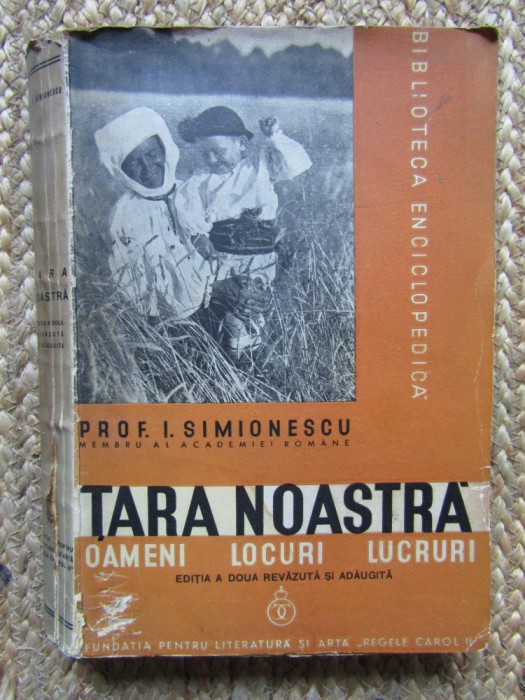 BIBLIOTECA ENCICLOPEDICĂ
PROF. I. SIMIONESCU
MEMBRU AL ACADEMIEI ROMÂNE
ȚARA NOASTRĂ
OAMENI LOCURI LUCRURI
EDIȚIA A DOUA REVĂZUTĂ ȘI ADĂUGITĂ
FUNDAȚIA PENTRU LITERATURĂ ȘI ARTĂ „REGELE CAROL II"
SIMIONESCU